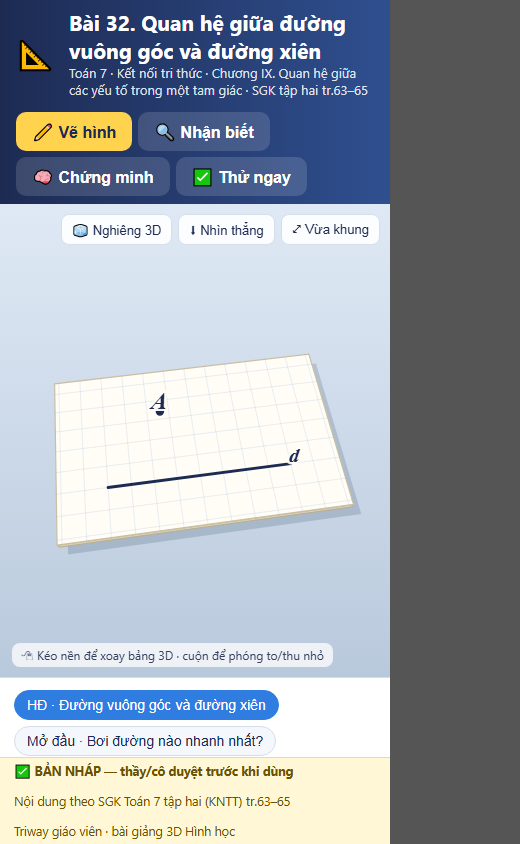 Bài 32. Quan hệ giữa đường
vuông góc và đường xiên
Toán 7 · Kết nối tri thức · Chương IX. Quan hệ giữa
các yếu tố trong một tam giác · SGK tập hai tr.63–65
Vẽ hình
Nhận biết
Chứng minh
Thử ngay
Nghiêng 3D
⬇ Nhìn thẳng
⤢ Vừa khung
A
d
Kéo nền để xoay bảng 3D · cuộn để phóng to/thu nhỏ
HĐ · Đường vuông góc và đường xiên
Mở đầu · Bơi đường nào nhanh nhất?
BẢN NHÁP — thầy/cô duyệt trước khi dùng
Nội dung theo SGK Toán 7 tập hai (KNTT) tr.63–65
Triway giáo viên · bài giảng 3D Hình học